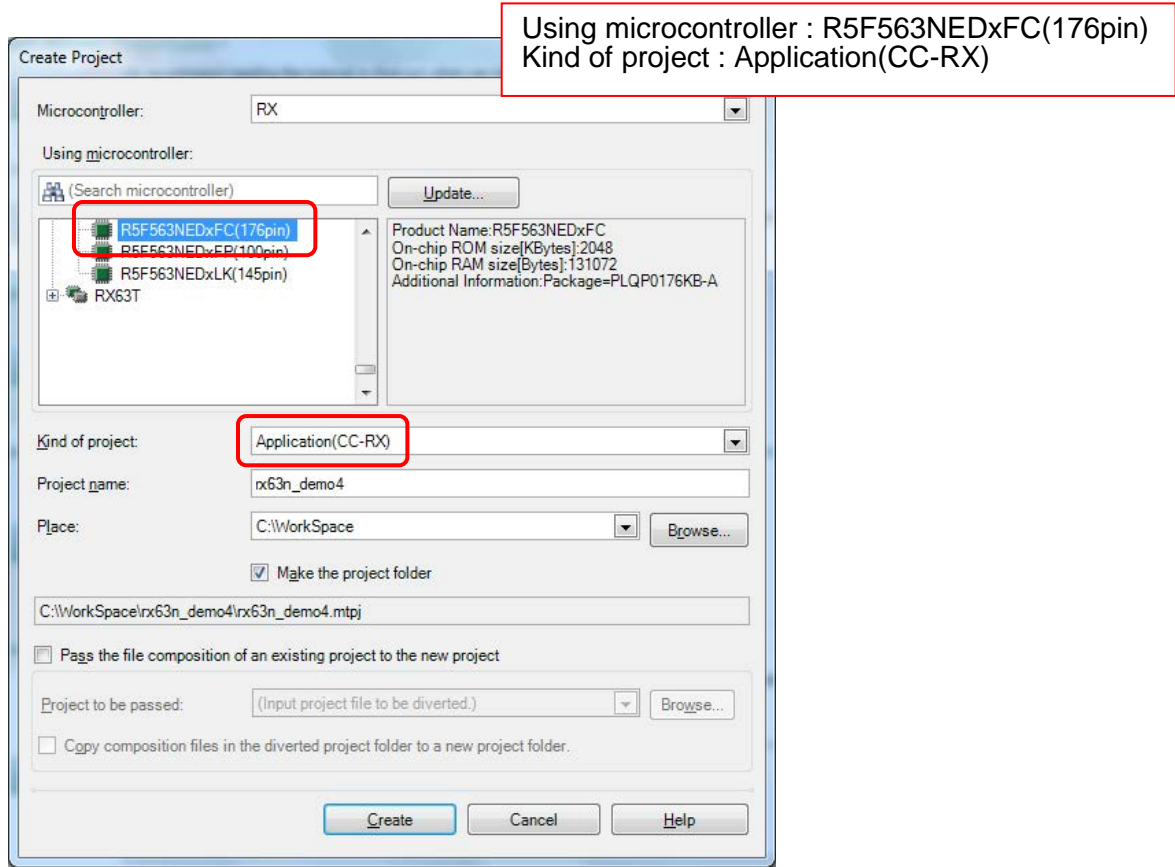 Using microcontroller : R5F563NEDxFC(176pin)
Kind of project : Application(CC-RX)
Create Project
Microcontroller:
RX
Using microcontroller:
(Search microcontroller)
Update...
R5F563NEDxFC(176pin)
R5F563NEDxFP(100pin)
R5F563NEDxLK(145pin)
RX63T
Product Name:R5F563NEDxFC
On-chip ROM size[KBytes]:2048
On-chip RAM size[Bytes]:131072
Additional Information:Package=PLQP0176KB-A
Kind of project:
Application(CC-RX)
Project name:
rx63n_demo4
Place:
C:\WorkSpace
Browse...
Make the project folder
C:\WorkSpace\rx63n_demo4\rx63n_demo4.mtpj
Pass the file composition of an existing project to the new project
Project to be passed:
(Input project file to be diverted.)
Browse...
Copy composition files in the diverted project folder to a new project folder.
Create
Cancel
Help